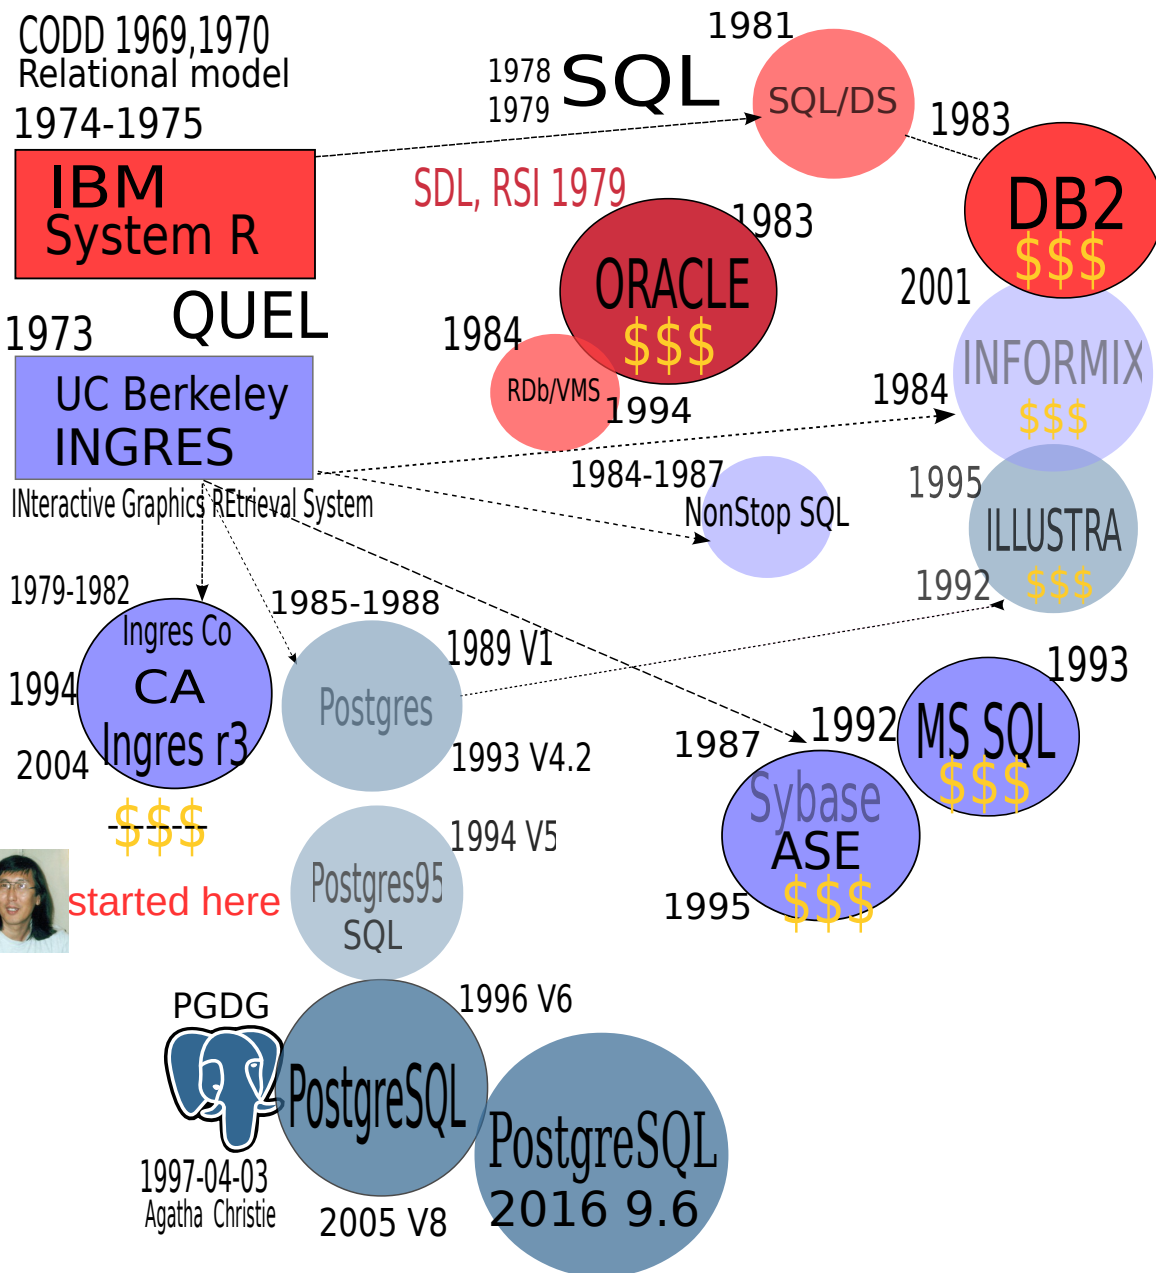 CODD 1969,1970
Relational model
1974-1975
IBM
System R
1978
1979
SQL
1981
SQL/DS
1983
DB2
$$$
SDL, RSI 1979
1983
ORACLE
$$$
1984
RDb/VMS
1994
2001
INFORMIX
$$$
1984
QUEL
1973
UC Berkeley
INGRES
INteractive Graphics REtrieval System
1984-1987
NonStop SQL
1995
ILLUSTRA
$$$
1992
1979-1982
Ingres Co
1994
CA
Ingres r3
2004
$$$
1985-1988
1989 V1
Postgres
1993 V4.2
1987
1992
1993
MS SQL
$$$
Sybase
ASE
$$$
1995
started here
1994 V5
Postgres95
SQL
PGDG
1996 V6
PostgreSQL
1997-04-03
Agatha Christie
2005 V8
PostgreSQL
2016 9.6